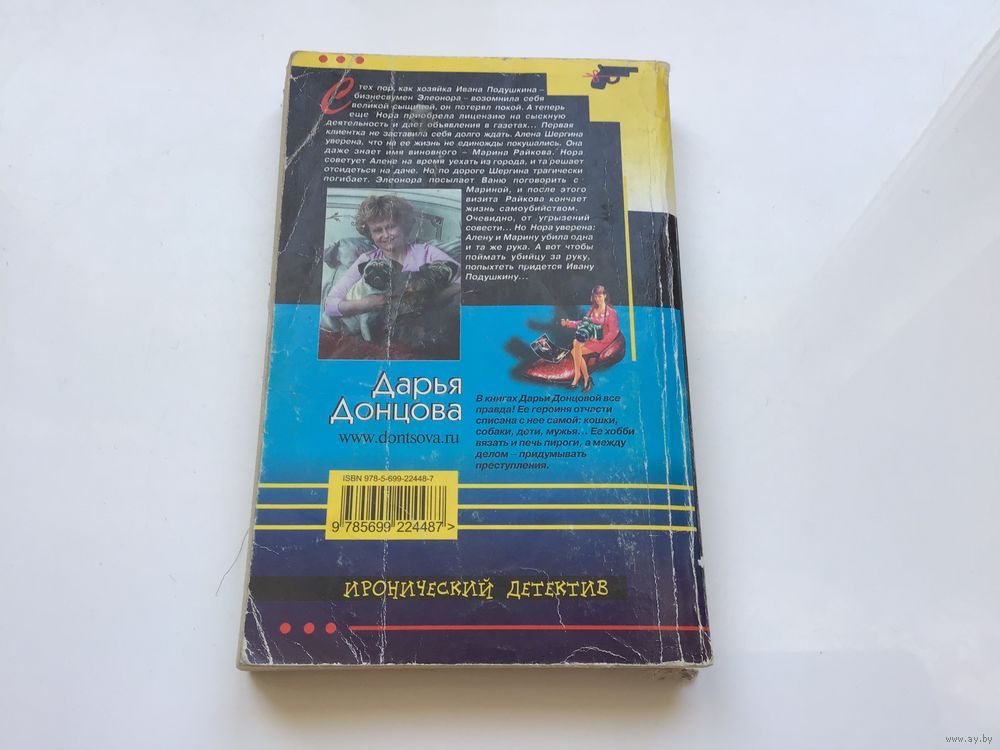 С тех пор, как хозяйка Ивана Подушкина –
бизнесвумен Элеонора – возомнила себя
великой сыщицей, он потерял покой. А теперь
еще Нора приобрела лицензию на сыскную
деятельность и дает объявления в газетах... Первая
клиентка не заставила себя долго ждать. Алена Шергина
уверена, что на ее жизнь не единожды покушались. Она
даже знает имя виновного – Марина Райкова. Нора
советует Алене на время уехать из города, и та решает
отсидеться на даче. Но по дороге Шергина трагически
погибает. Элеонора посылает Ваню поговорить с
Мариной, и после этого
визита Райкова кончает
жизнь самоубийством.
Очевидно, от угрызений
совести... Но Нора уверена:
Алену и Марину убила одна
и та же рука. А вот чтобы
поймать убийцу за руку,
попыхтеть придется Ивану
Подушкину...
Дарья
Донцова
www.dontsova.ru
В книгах Дарьи Донцовой все
правда! Ее героиня отчасти
списана с нее самой: кошки,
собаки, дети, мужья... Ее хобби
вязать и печь пироги, а между
делом – придумывать
преступления.
ISBN 978-5-699-22448-7
9 785699 224487 >
ИРОНИЧЕСКИЙ ДЕТЕКТИВ
www.ay.by